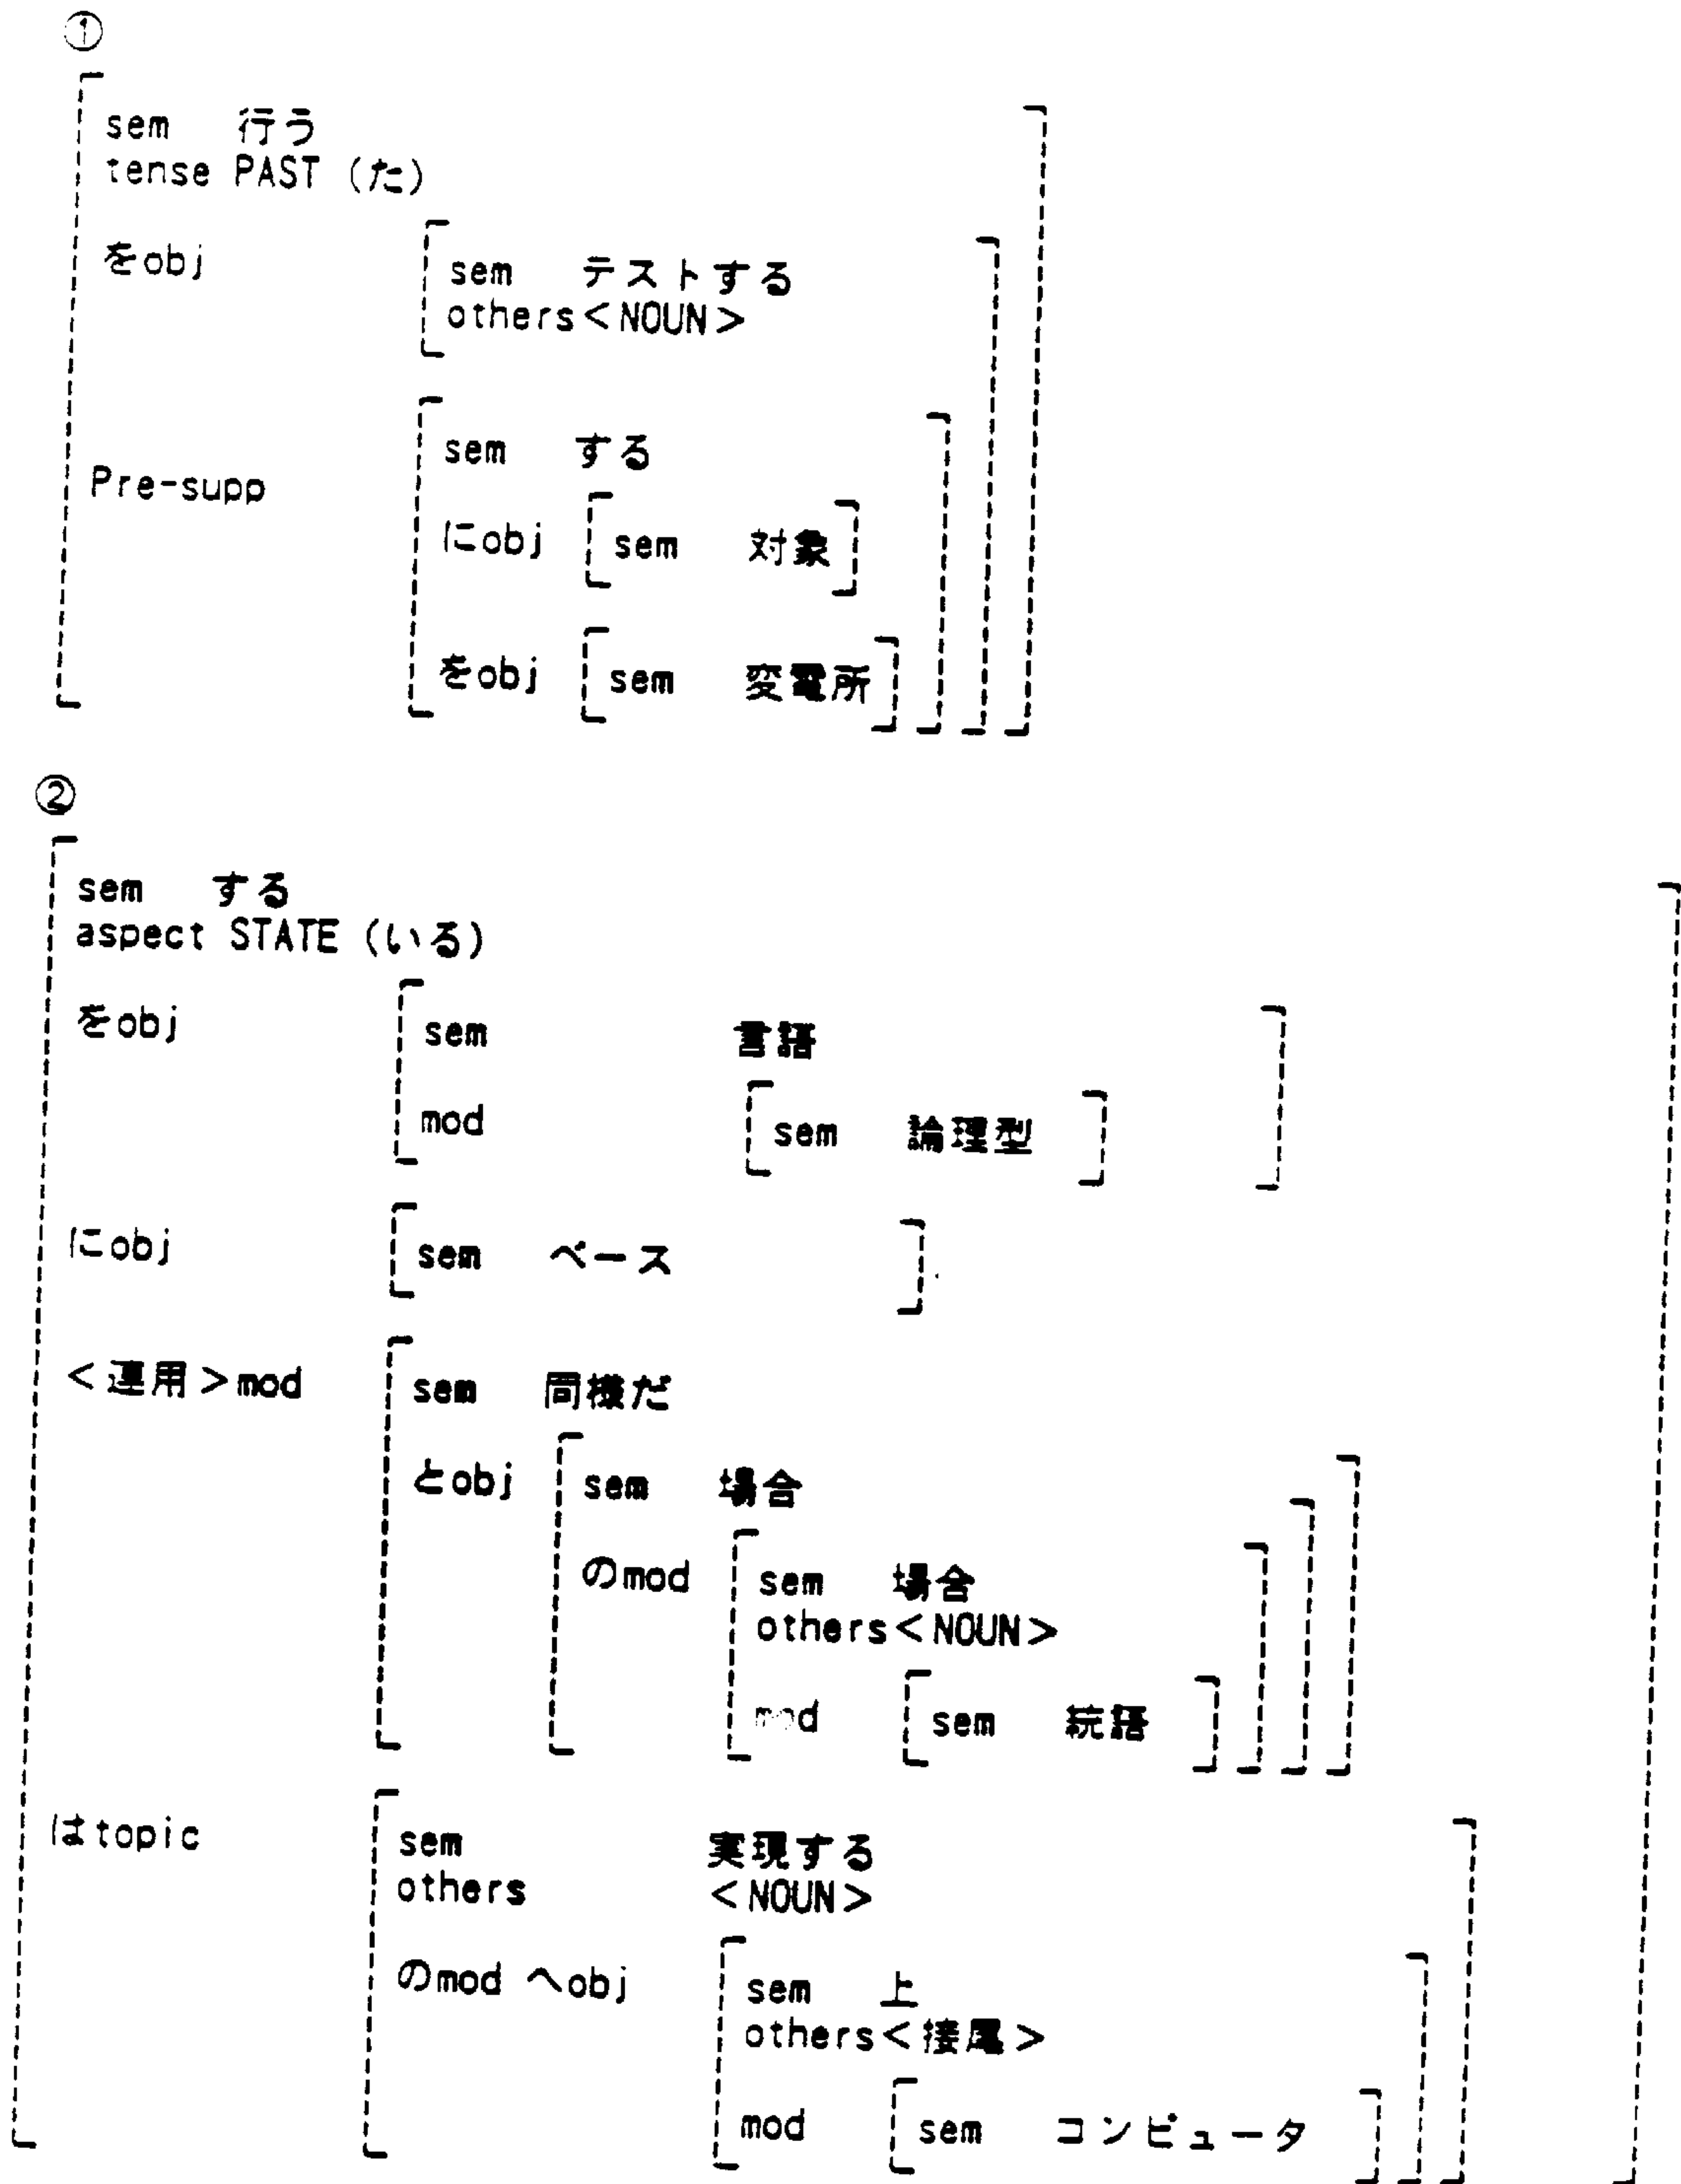 ①
sem 行う
tense PAST (た)
をobj
sem テストする
others<NOUN>
Pre-supp
sem する
にobj
sem 対象
をobj
sem 変電所
②
sem する
aspect STATE (いる)
をobj
sem 言語
mod
sem 論理型
にobj
sem ベース
<運用>mod
sem 同様だ
とobj
sem 場合
のmod
sem 場合
others<NOUN>
mod
sem 統語
はtopic
sem 実現する
others <NOUN>
のmod へobj
sem 上
others<接尾>
mod
sem コンピュータ